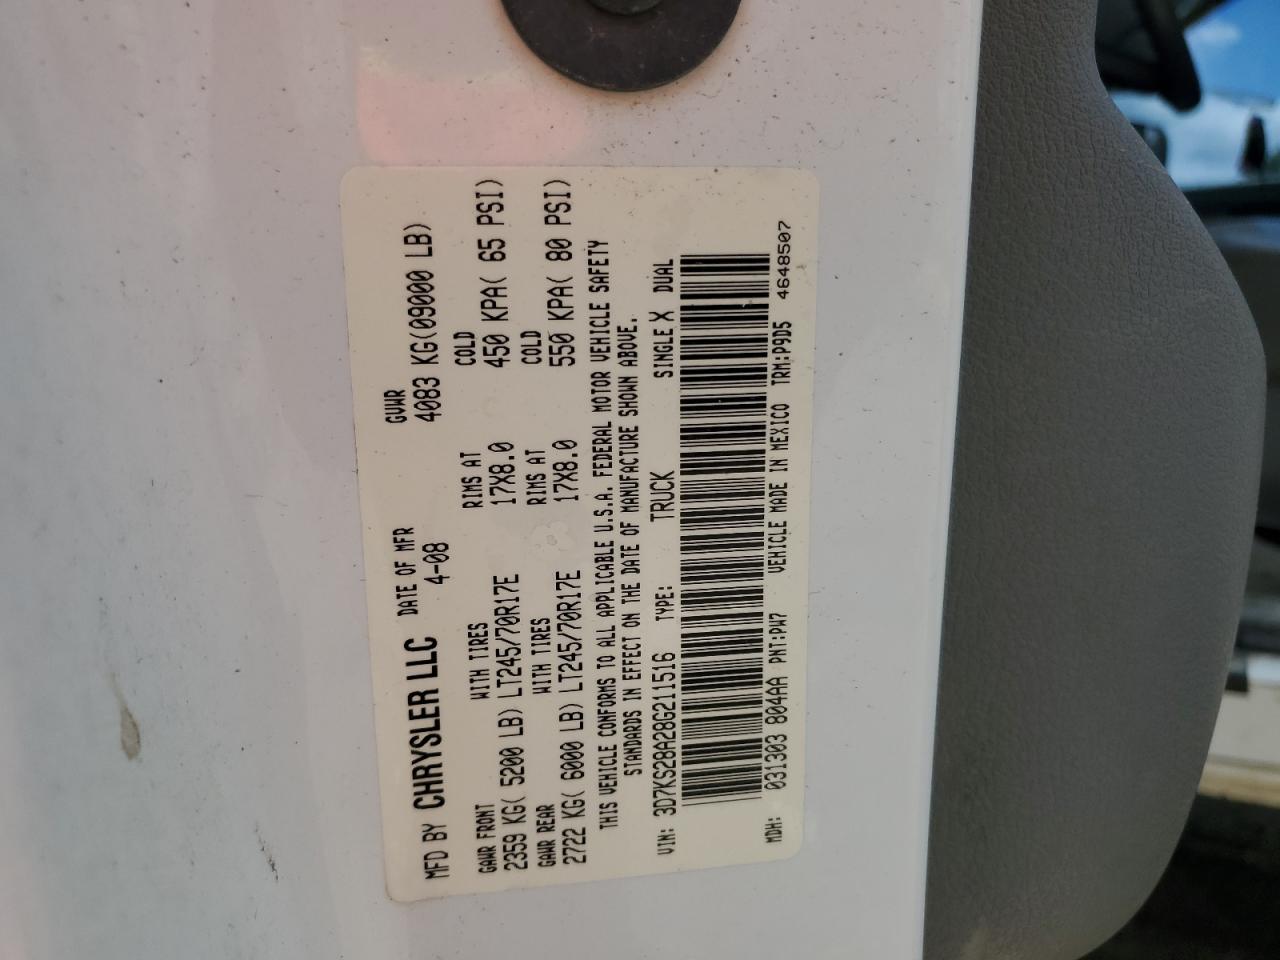 MFD BY CHRYSLER LLC DATE OF MFR 4-08 GVWR 4083 KG(09000 LB)
GAWR FRONT WITH TIRES RIMS AT COLD
2359 KG( 5200 LB) LT245/70R17E 17X8.0 450 KPA( 65 PSI)
GAWR REAR WITH TIRES RIMS AT COLD
2722 KG( 6000 LB) LT245/70R17E 17X8.0 550 KPA( 80 PSI)
THIS VEHICLE CONFORMS TO ALL APPLICABLE U.S.A. FEDERAL MOTOR VEHICLE SAFETY
STANDARDS IN EFFECT ON THE DATE OF MANUFACTURE SHOWN ABOVE.
VIN: 3D7KS28A28G211516 TYPE: TRUCK SINGLE X DUAL
MDH: 031303 804AA PNT:PW7 VEHICLE MADE IN MEXICO TRM:P9D5 4648507